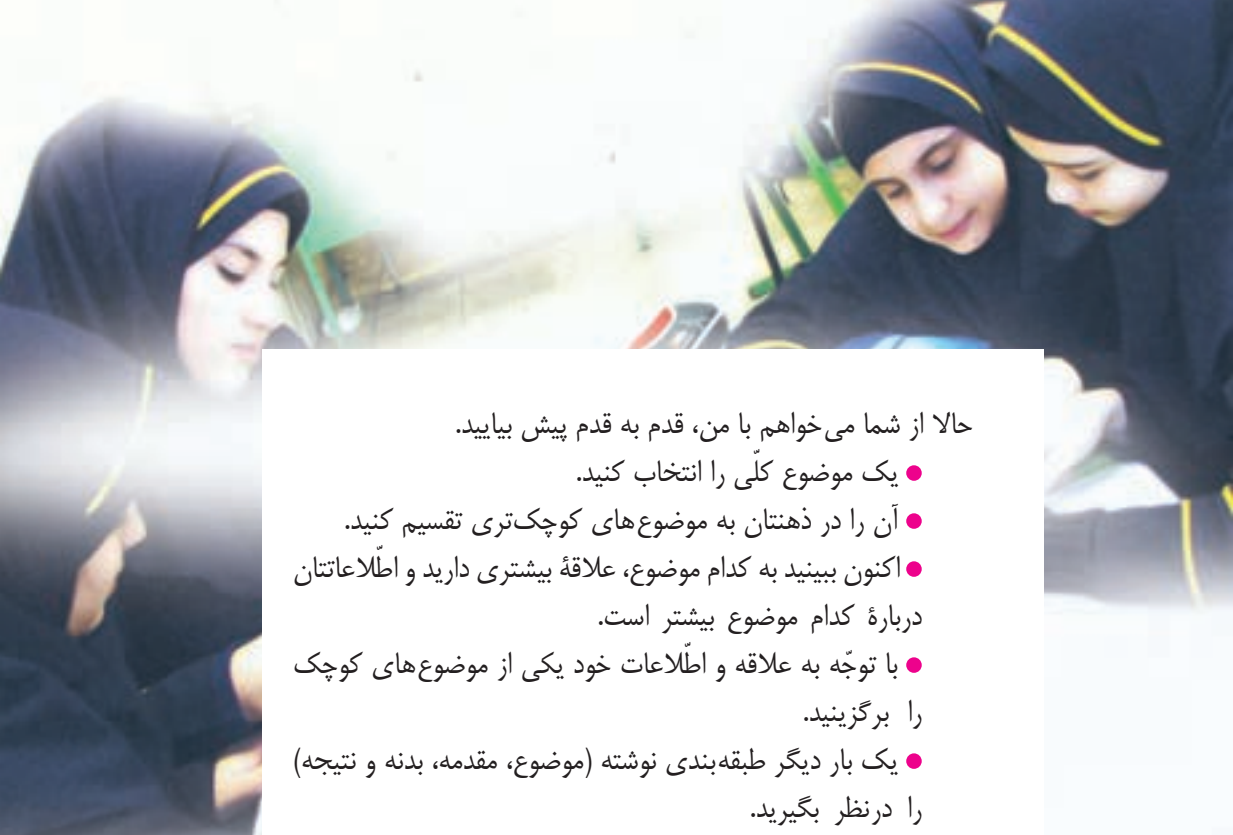 حالا از شما می‌خواهم با من، قدم به قدم پیش بیایید.
● یک موضوع کلّی را انتخاب کنید.
● آن را در ذهنتان به موضوع‌های کوچک‌تری تقسیم کنید.
● اکنون ببینید به کدام موضوع، علاقهٔ بیشتری دارید و اطّلاعاتتان
دربارهٔ کدام موضوع بیشتر است.
● با توجّه به علاقه و اطّلاعات خود یکی از موضوع‌های کوچک
را برگزینید.
● یک بار دیگر طبقه‌بندی نوشته (موضوع، مقدمه، بدنه و نتیجه)
را درنظر بگیرید.